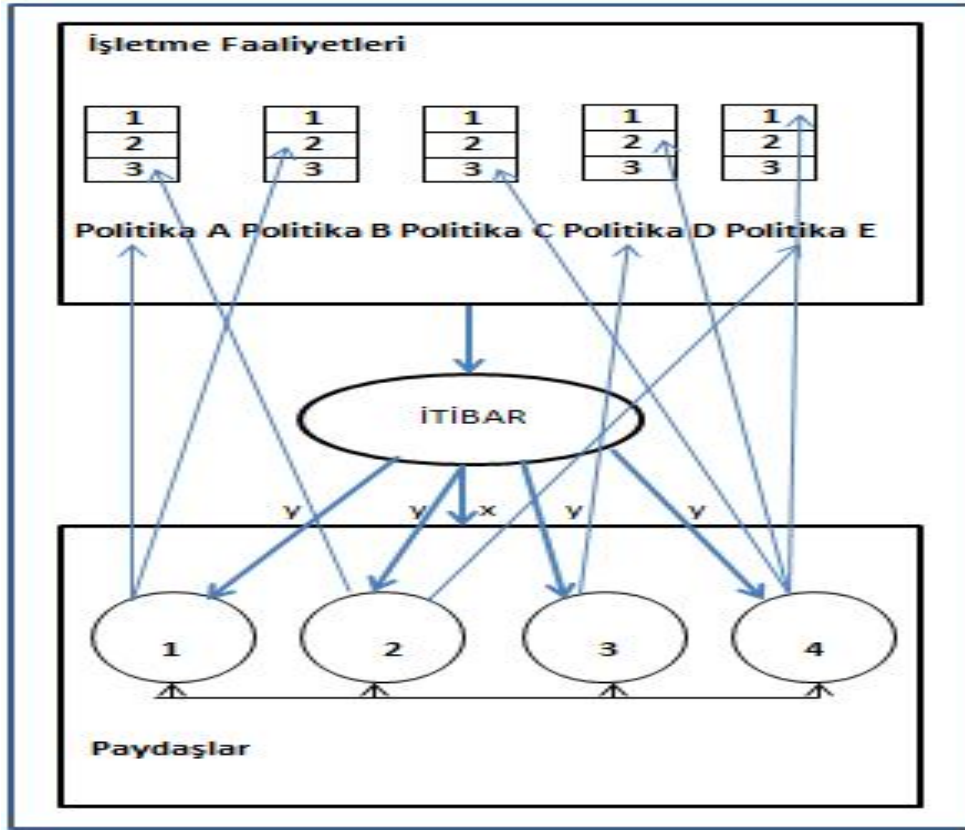 İşletme Faaliyetleri
1 1 1 1 1
2 2 2 2 2
3 3 3 3 3
Politika A Politika B Politika C Politika D Politika E
İTİBAR
Y Y x Y Y
1 2 3 4
Paydaşlar